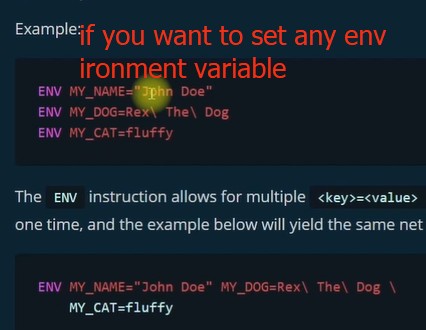 Example:
if you want to set any env
ironment variable
ENV MY_NAME="John Doe"
ENV MY_DOG=Rex\ The\ Dog
ENV MY_CAT=fluffy
The ENV instruction allows for multiple <key>=<value>
one time, and the example below will yield the same net
ENV MY_NAME="John Doe" MY_DOG=Rex\ The\ Dog \
MY_CAT=fluffy